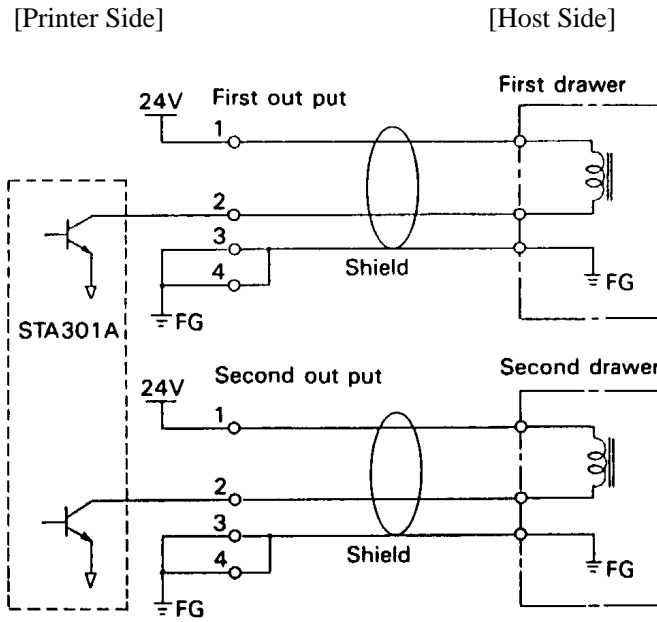 [Printer Side] [Host Side]
24V First out put First drawer
1
2
3
4
Shield
FG
FG
STA301A
24V Second out put Second drawer
1
2
3
4
Shield
FG
FG